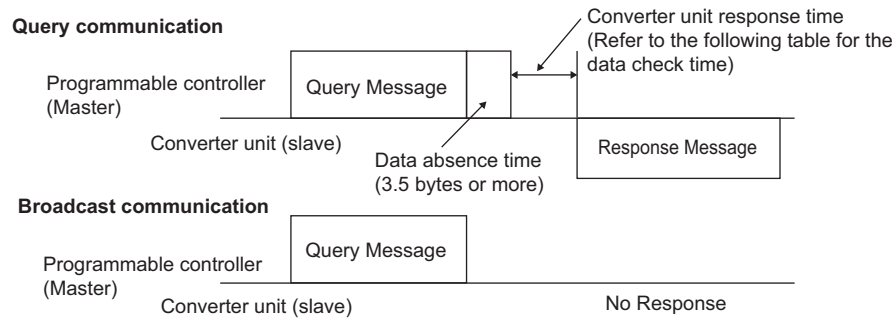 Query communication
Converter unit response time
(Refer to the following table for the
data check time)
Programmable controller
(Master)
Query Message
Converter unit (slave)
Data absence time
(3.5 bytes or more)
Response Message
Broadcast communication
Programmable controller
(Master)
Query Message
Converter unit (slave)
No Response